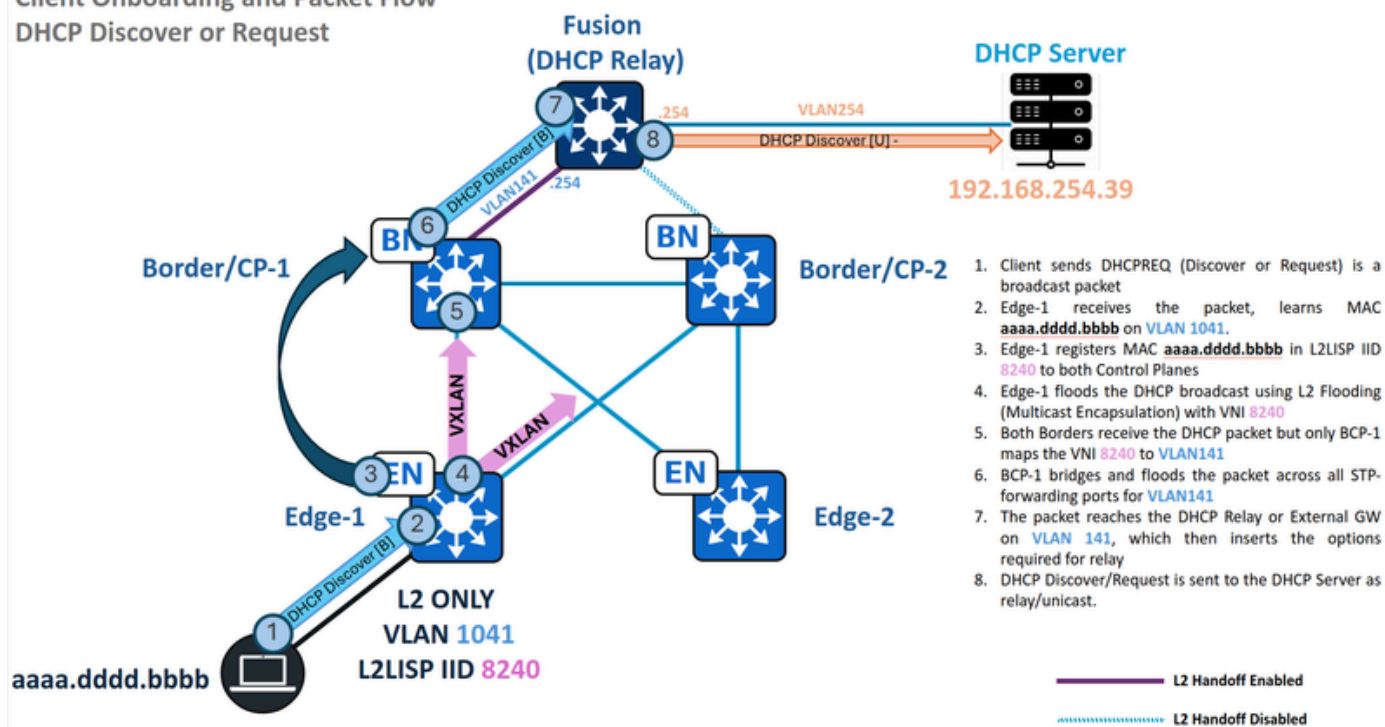 Client Onboarding and Packet Flow
DHCP Discover or Request
Fusion
(DHCP Relay)
DHCP Server
7
.254
VLAN254
8
DHCP Discover [U] -
DHCP Discover [B]
VLAN141
.254
192.168.254.39
6
BN
BN
Border/CP-1
Border/CP-2
5
VXLAN
VXLAN
3
EN
4
EN
Edge-1
Edge-2
2
DHCP Discover [B]
1
L2 ONLY
VLAN 1041
L2LISP IID 8240
aaaa.dddd.bbbb
1. Client sends DHCPREQ (Discover or Request) is a
broadcast packet
2. Edge-1 receives the packet, learns MAC
aaaa.dddd.bbbb on VLAN 1041.
3. Edge-1 registers MAC aaaa.dddd.bbbb in L2LISP IID
8240 to both Control Planes
4. Edge-1 floods the DHCP broadcast using L2 Flooding
(Multicast Encapsulation) with VNI 8240
5. Both Borders receive the DHCP packet but only BCP-1
maps the VNI 8240 to VLAN141
6. BCP-1 bridges and floods the packet across all STP-
forwarding ports for VLAN141
7. The packet reaches the DHCP Relay or External GW
on VLAN 141, which then inserts the options
required for relay
8. DHCP Discover/Request is sent to the DHCP Server as
relay/unicast.
L2 Handoff Enabled
L2 Handoff Disabled